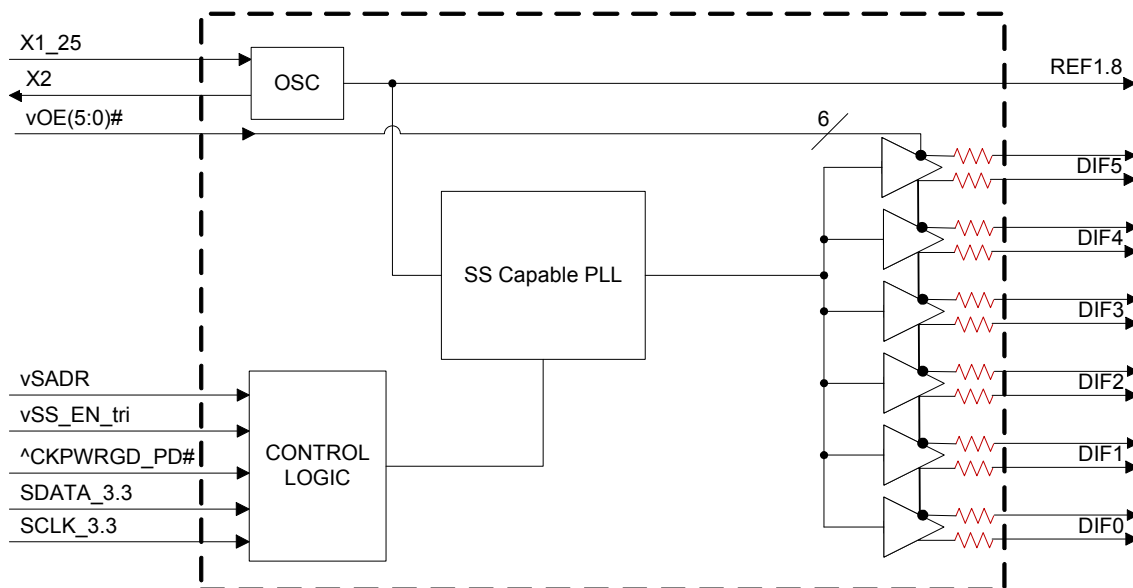 X1_25
X2
vOE(5:0)#
OSC
REF1.8
6
DIF5
DIF4
SS Capable PLL
DIF3
DIF2
vSADR
vSS_EN_tri
^CKPWRGD_PD#
SDATA_3.3
SCLK_3.3
CONTROL
LOGIC
DIF1
DIF0